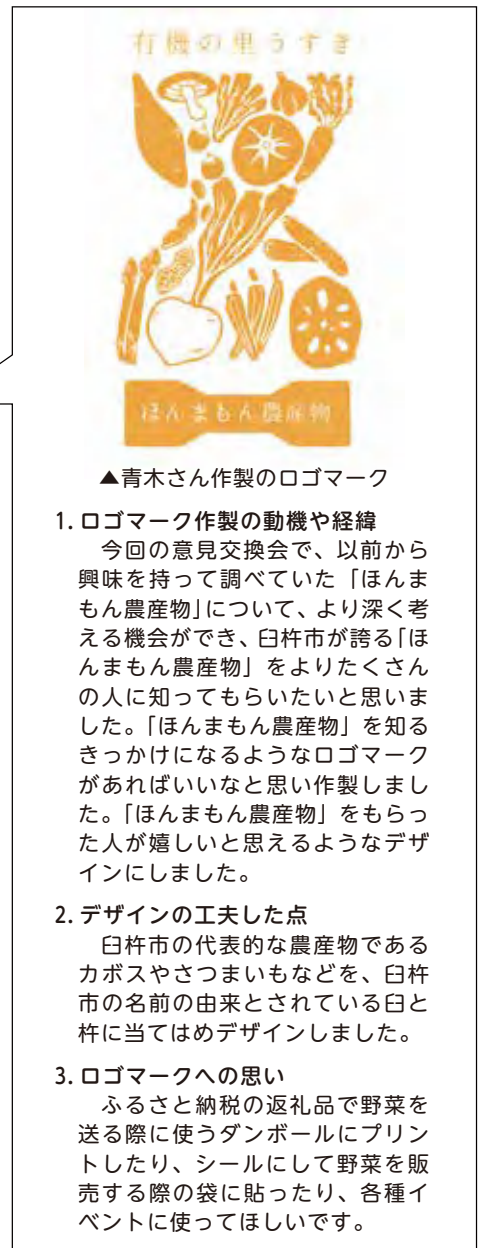 有機の里うすき
ほんまもん農産物
▲青木さん作製のロゴマーク
1. ロゴマーク作製の動機や経緯
今回の意見交換会で、以前から
興味を持って調べていた「ほんま
もん農産物」について、より深く考
える機会ができ、臼杵市が誇る「ほ
んまもん農産物」をよりたくさん
の人に知ってもらいたいと思いま
した。「ほんまもん農産物」を知る
きっかけになるようなロゴマーク
があればいいなと思い作製しまし
た。「ほんまもん農産物」をもらっ
た人が嬉しいと思えるようなデザ
インにしました。
2. デザインの工夫した点
臼杵市の代表的な農産物である
カボスやさつまいもなどを、臼杵
市の名前の由来とされている臼と
杵に当てはめデザインしました。
3. ロゴマークへの思い
ふるさと納税の返礼品で野菜を
送る際に使うダンボールにプリン
トしたり、シールにして野菜を販
売する際の袋に貼ったり、各種イ
ベントに使ってほしいです。